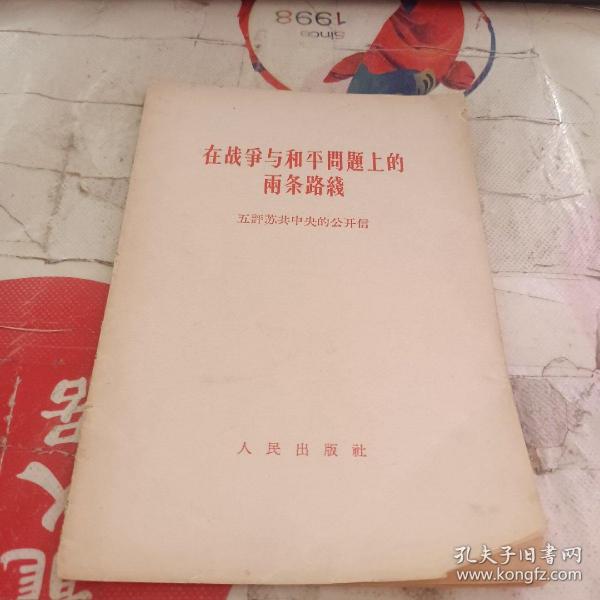 since
1998
在战爭与和平問題上的
兩条路綫
五評苏共中央的公开信
人民出版社
孔夫子旧书网
www.kongfz.com